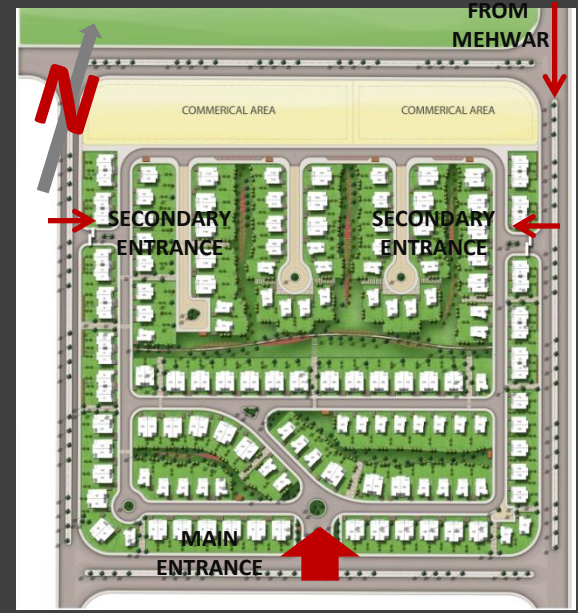 FROM
MEHWAR
N
COMMERICAL AREA
COMMERICAL AREA
SECONDARY
ENTRANCE
SECONDARY
ENTRANCE
MAIN
ENTRANCE